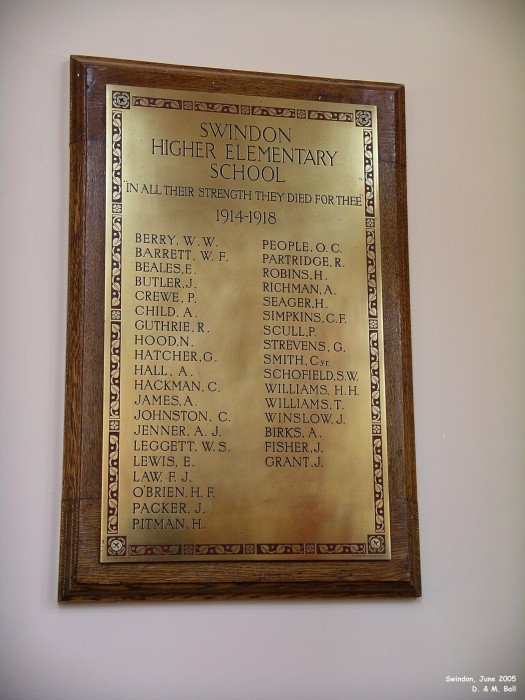 SWINDON
HIGHER ELEMENTARY
SCHOOL
"IN ALL THEIR STRENGTH THEY DIED FOR THEE"
1914-1918
BERRY, W. W.
BARRETT, W. F.
BEALES, E.
BUTLER, J.
CREWE, P.
CHILD, A.
GUTHRIE, R.
HOOD, N.
HATCHER, G.
HALL, A.
HACKMAN, C.
JAMES, A.
JOHNSTON, C.
JENNER, A. J.
LEGGETT, W. S.
LEWIS, E.
LAW, F. J.
O'BRIEN, H. F.
PACKER, J.
PITMAN, H.
PEOPLE, O. C.
PARTRIDGE, R.
ROBINS, H.
RICHMAN, A.
SEAGER, H.
SIMPKINS, C. F.
SCULL, P.
STREVENS, G.
SMITH, Cyr.
SCHOFIELD, S.W.
WILLIAMS, H. H.
WILLIAMS, T.
WINSLOW, J.
BIRKS, A.
FISHER, J.
GRANT, J.
Swindon, June 2005
D. & M. Ball